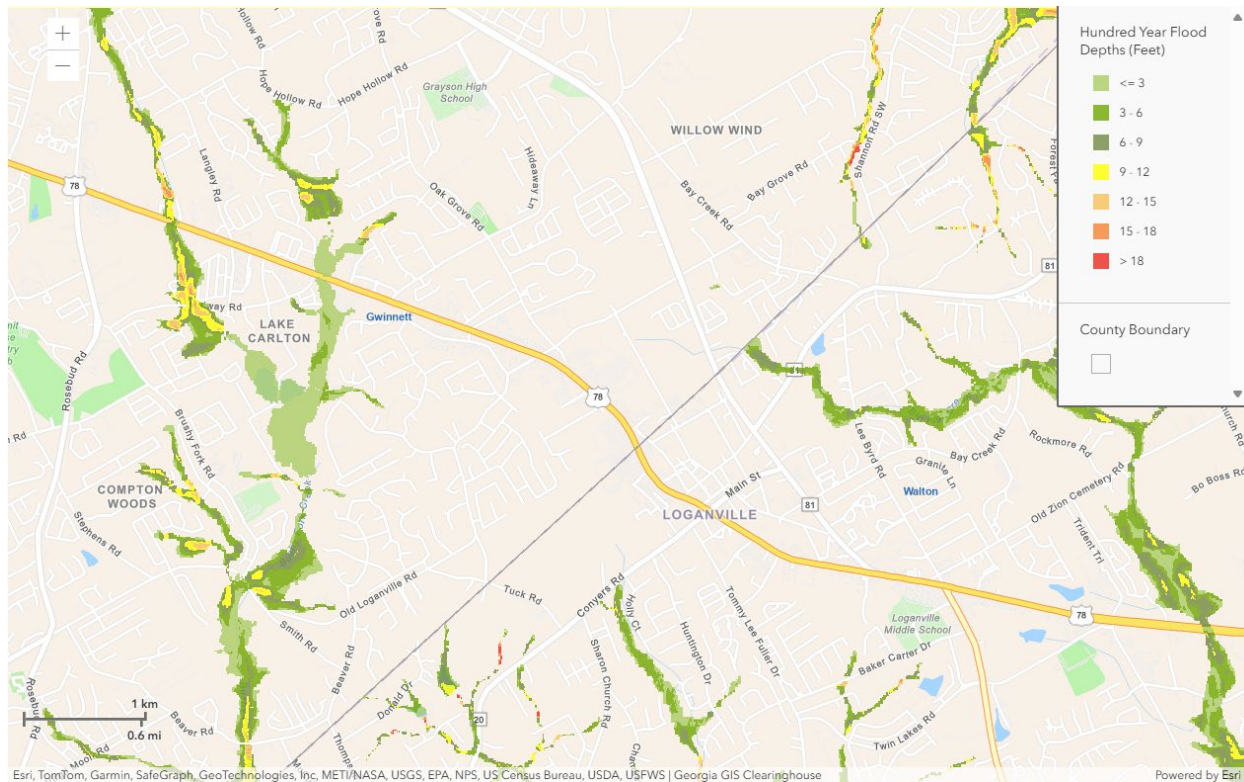 +
−
Hundred Year Flood
Depths (Feet)
<= 3
3 - 6
6 - 9
9 - 12
12 - 15
15 - 18
> 18
County Boundary
Hope Hollow Rd
Grayson High
School
WILLOW WIND
Shannon Rd SW
Langley Rd
Hideaway Ln
Oak Grove Rd
Bay Creek Rd
Bay Grove Rd
78
81
way Rd
LAKE
CARLTON
Gwinnett
Rosebud Rd
78
81
Brushy Fork Rd
Lee Byrd Rd
Granite Ln
Bay Creek Rd
Rockmore Rd
Church Rd
Bo Boss Rd
COMPTON
WOODS
Stephens Rd
Main St
81
Walton
Old Zion Cemetery Rd
LOGANVILLE
Trident Trl
Old Loganville Rd
Tuck Rd
Conyers Rd
Holly Ct
Huntington Dr
Tommy Lee Fuller Dr
Loganville
Middle School
78
Smith Rd
Beaver Rd
Sharon Church Rd
Baker Carter Dr
Donald Dr
20
Twin Lakes Rd
1 km
0.6 mi
Beaver Rd
Esri, TomTom, Garmin, SafeGraph, GeoTechnologies, Inc, METI/NASA, USGS, EPA, NPS, US Census Bureau, USDA, USFWS | Georgia GIS Clearinghouse
Powered by Esri